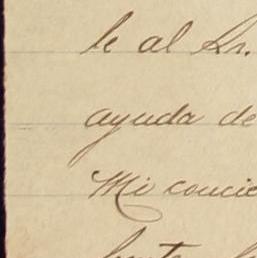 le al Sr.
ayuda de
Mi concie